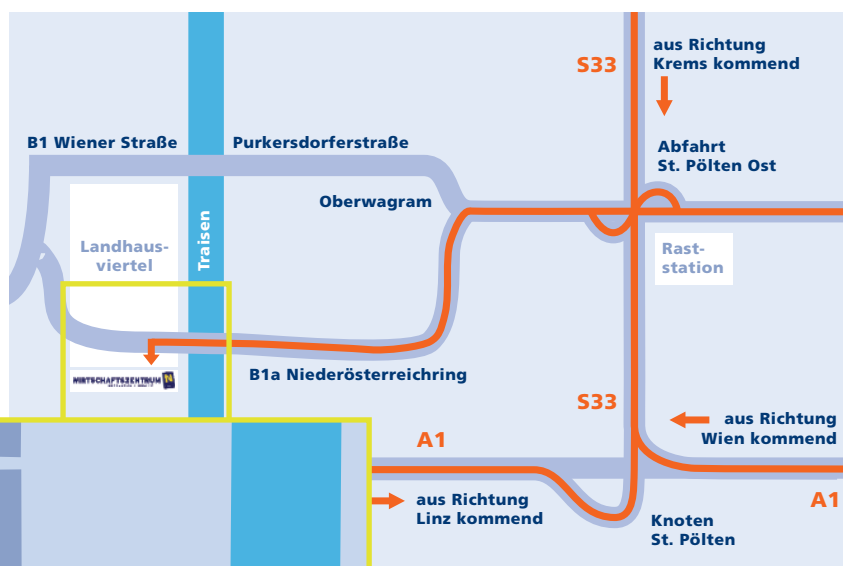 S33
aus Richtung
Krems kommend
B1 Wiener Straße
Purkersdorferstraße
Abfahrt
St. Pölten Ost
Oberwagram
Traisen
Landhaus-
viertel
Rast-
station
B1a Niederösterreichring
WIRTSCHAFTSZENTRUM N
S33
aus Richtung
Wien kommend
A1
aus Richtung
Linz kommend
A1
Knoten
St. Pölten